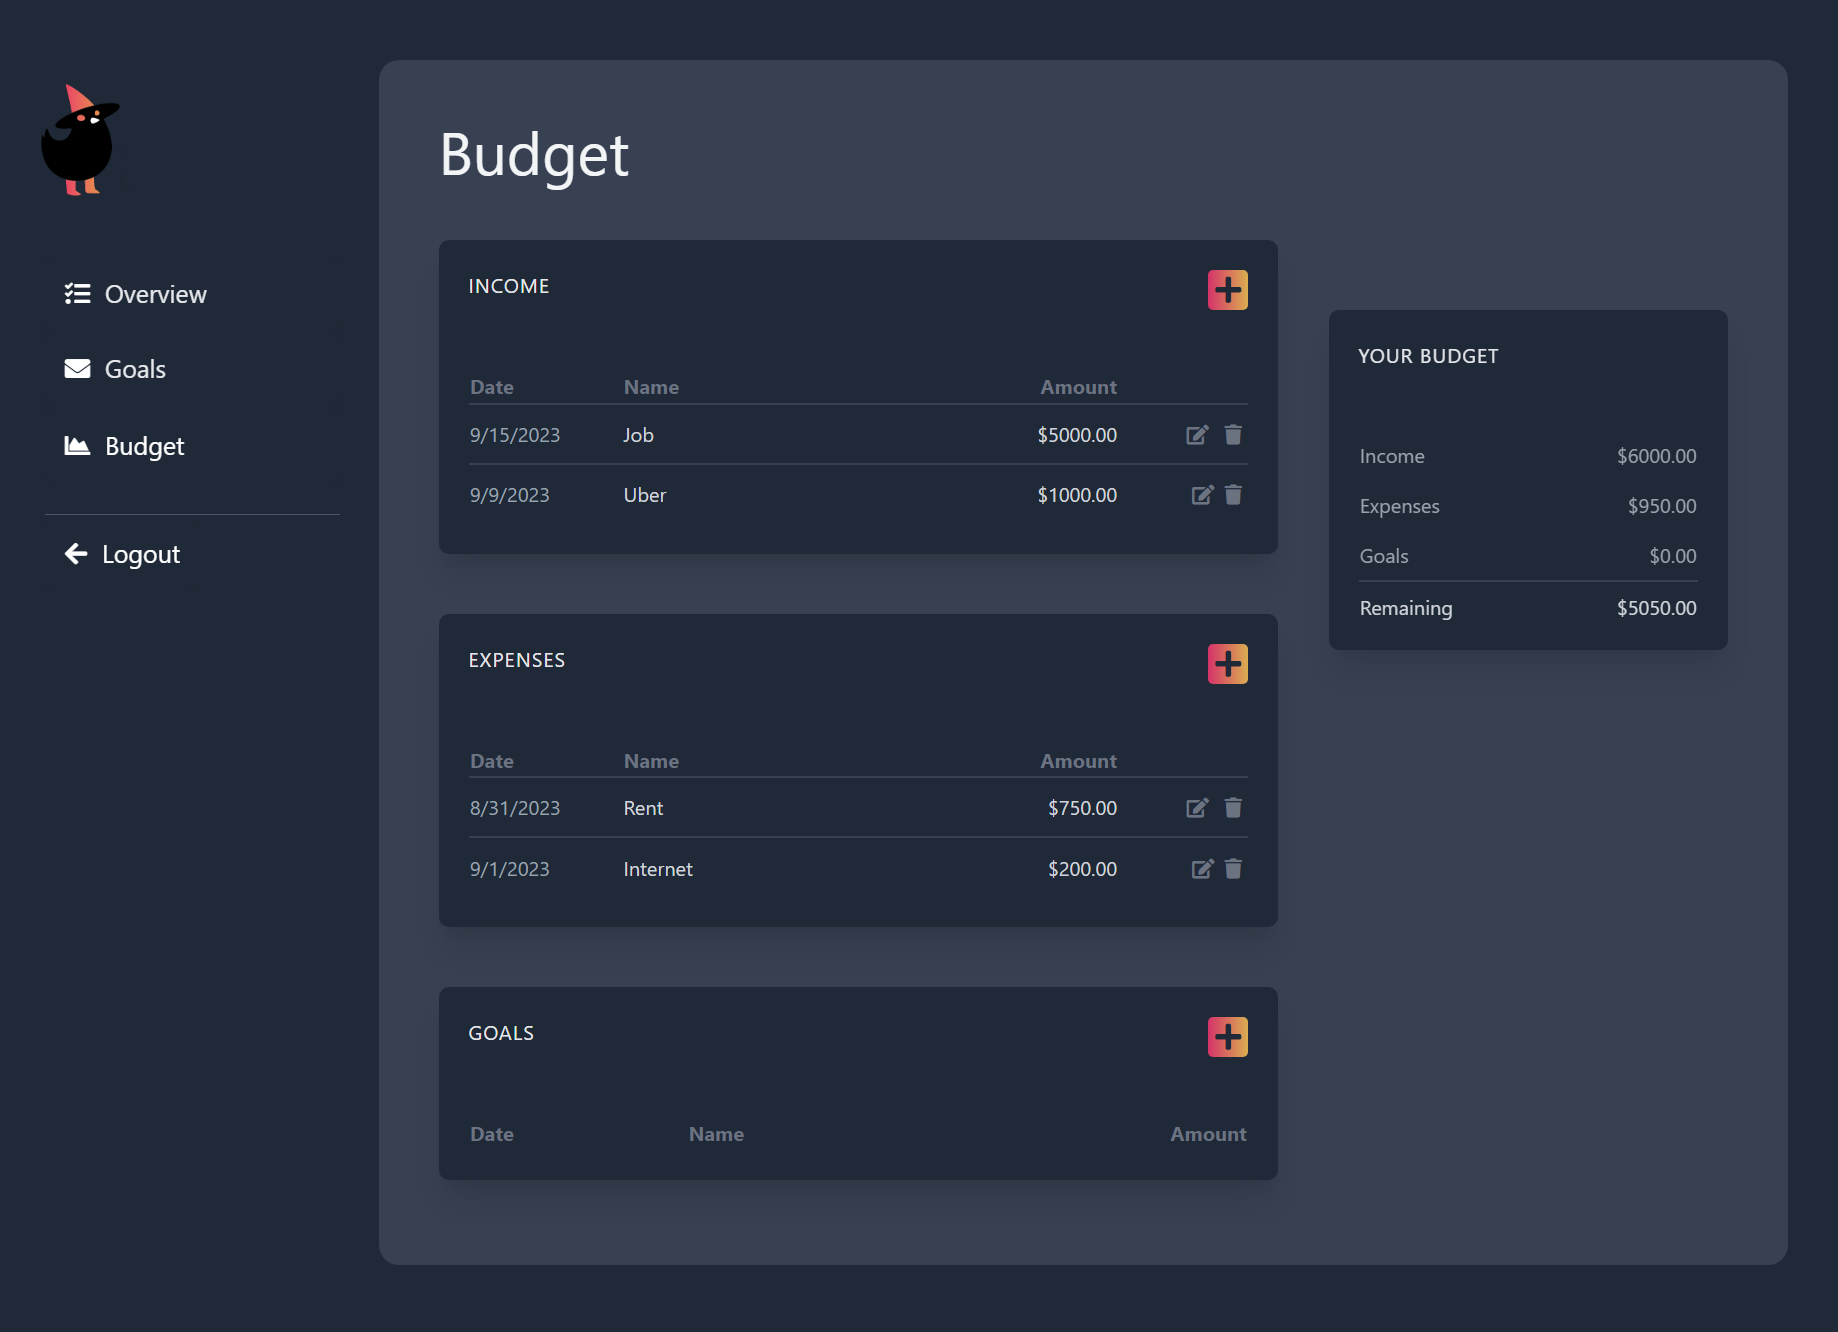 Overview
Goals
Budget
Logout
Budget
INCOME
Date Name Amount
9/15/2023 Job $5000.00
9/9/2023 Uber $1000.00
EXPENSES
Date Name Amount
8/31/2023 Rent $750.00
9/1/2023 Internet $200.00
GOALS
Date Name Amount
YOUR BUDGET
Income $6000.00
Expenses $950.00
Goals $0.00
Remaining $5050.00